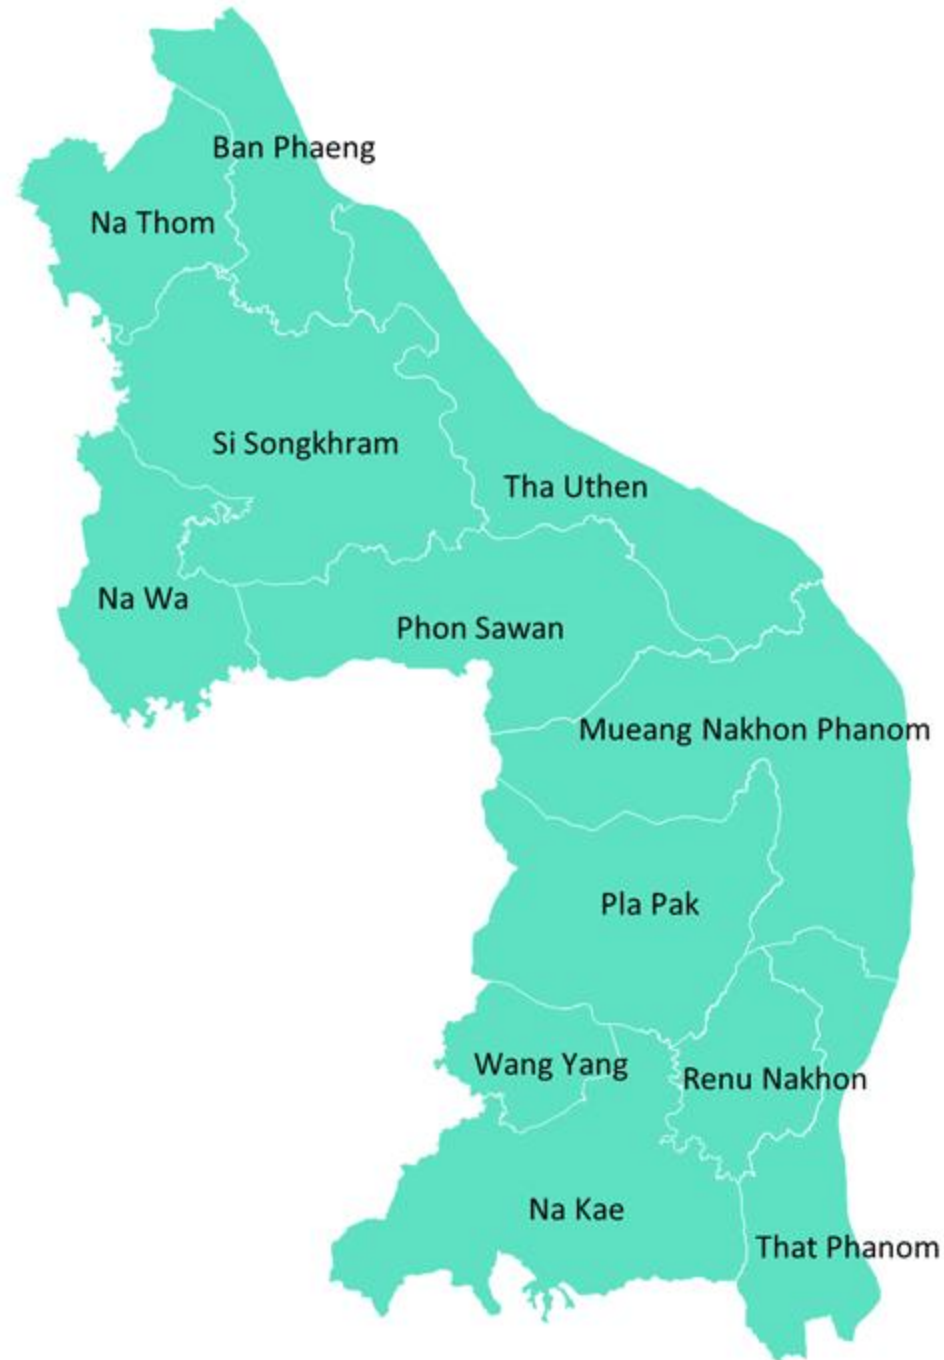 Ban Phaeng
Na Thom
Si Songkhram
Tha Uthen
Na Wa
Phon Sawan
Mueang Nakhon Phanom
Pla Pak
Wang Yang
Renu Nakhon
Na Kae
That Phanom